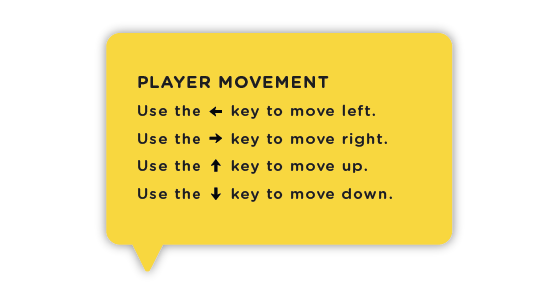 PLAYER MOVEMENT
Use the ← key to move left.
Use the → key to move right.
Use the ↑ key to move up.
Use the ↓ key to move down.